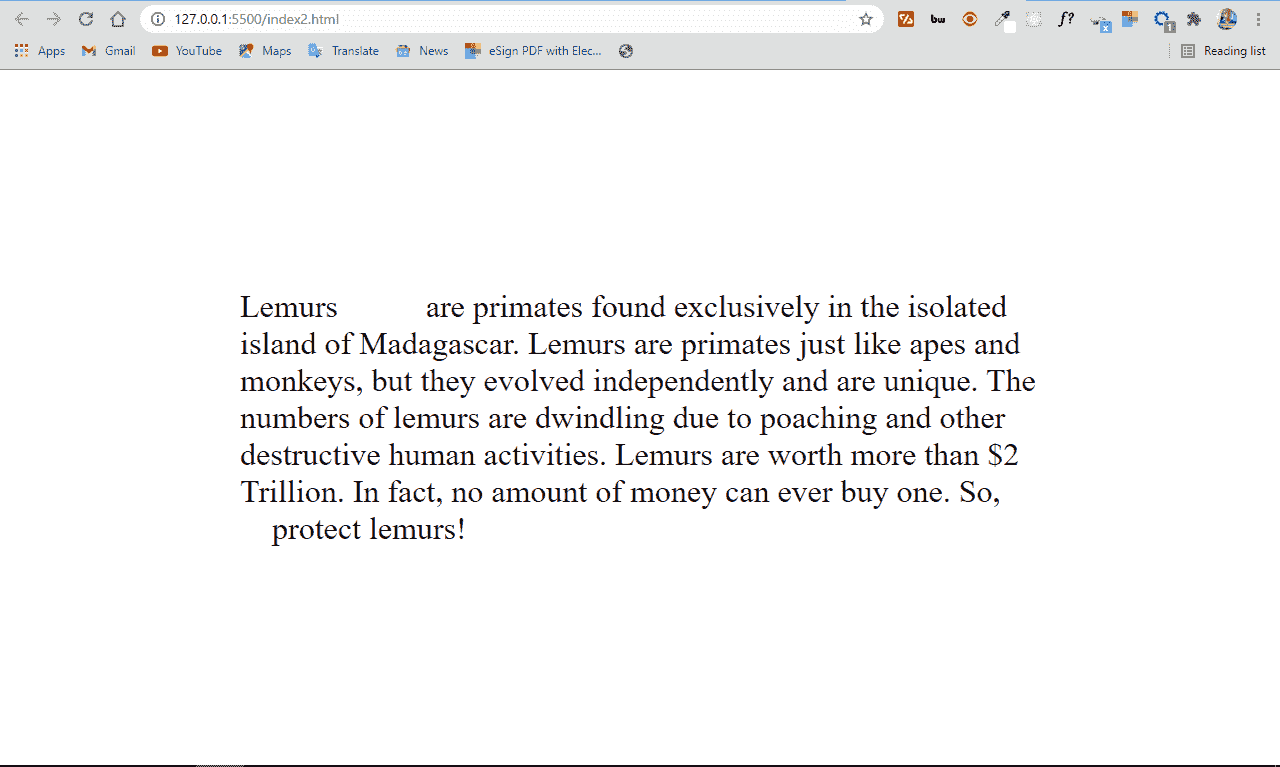 127.0.0.1:5500/index2.html
bw
f?
x
1
Apps Gmail YouTube Maps Translate News eSign PDF with Elec... Reading list
Lemurs are primates found exclusively in the isolated
island of Madagascar. Lemurs are primates just like apes and
monkeys, but they evolved independently and are unique. The
numbers of lemurs are dwindling due to poaching and other
destructive human activities. Lemurs are worth more than $2
Trillion. In fact, no amount of money can ever buy one. So,
protect lemurs!